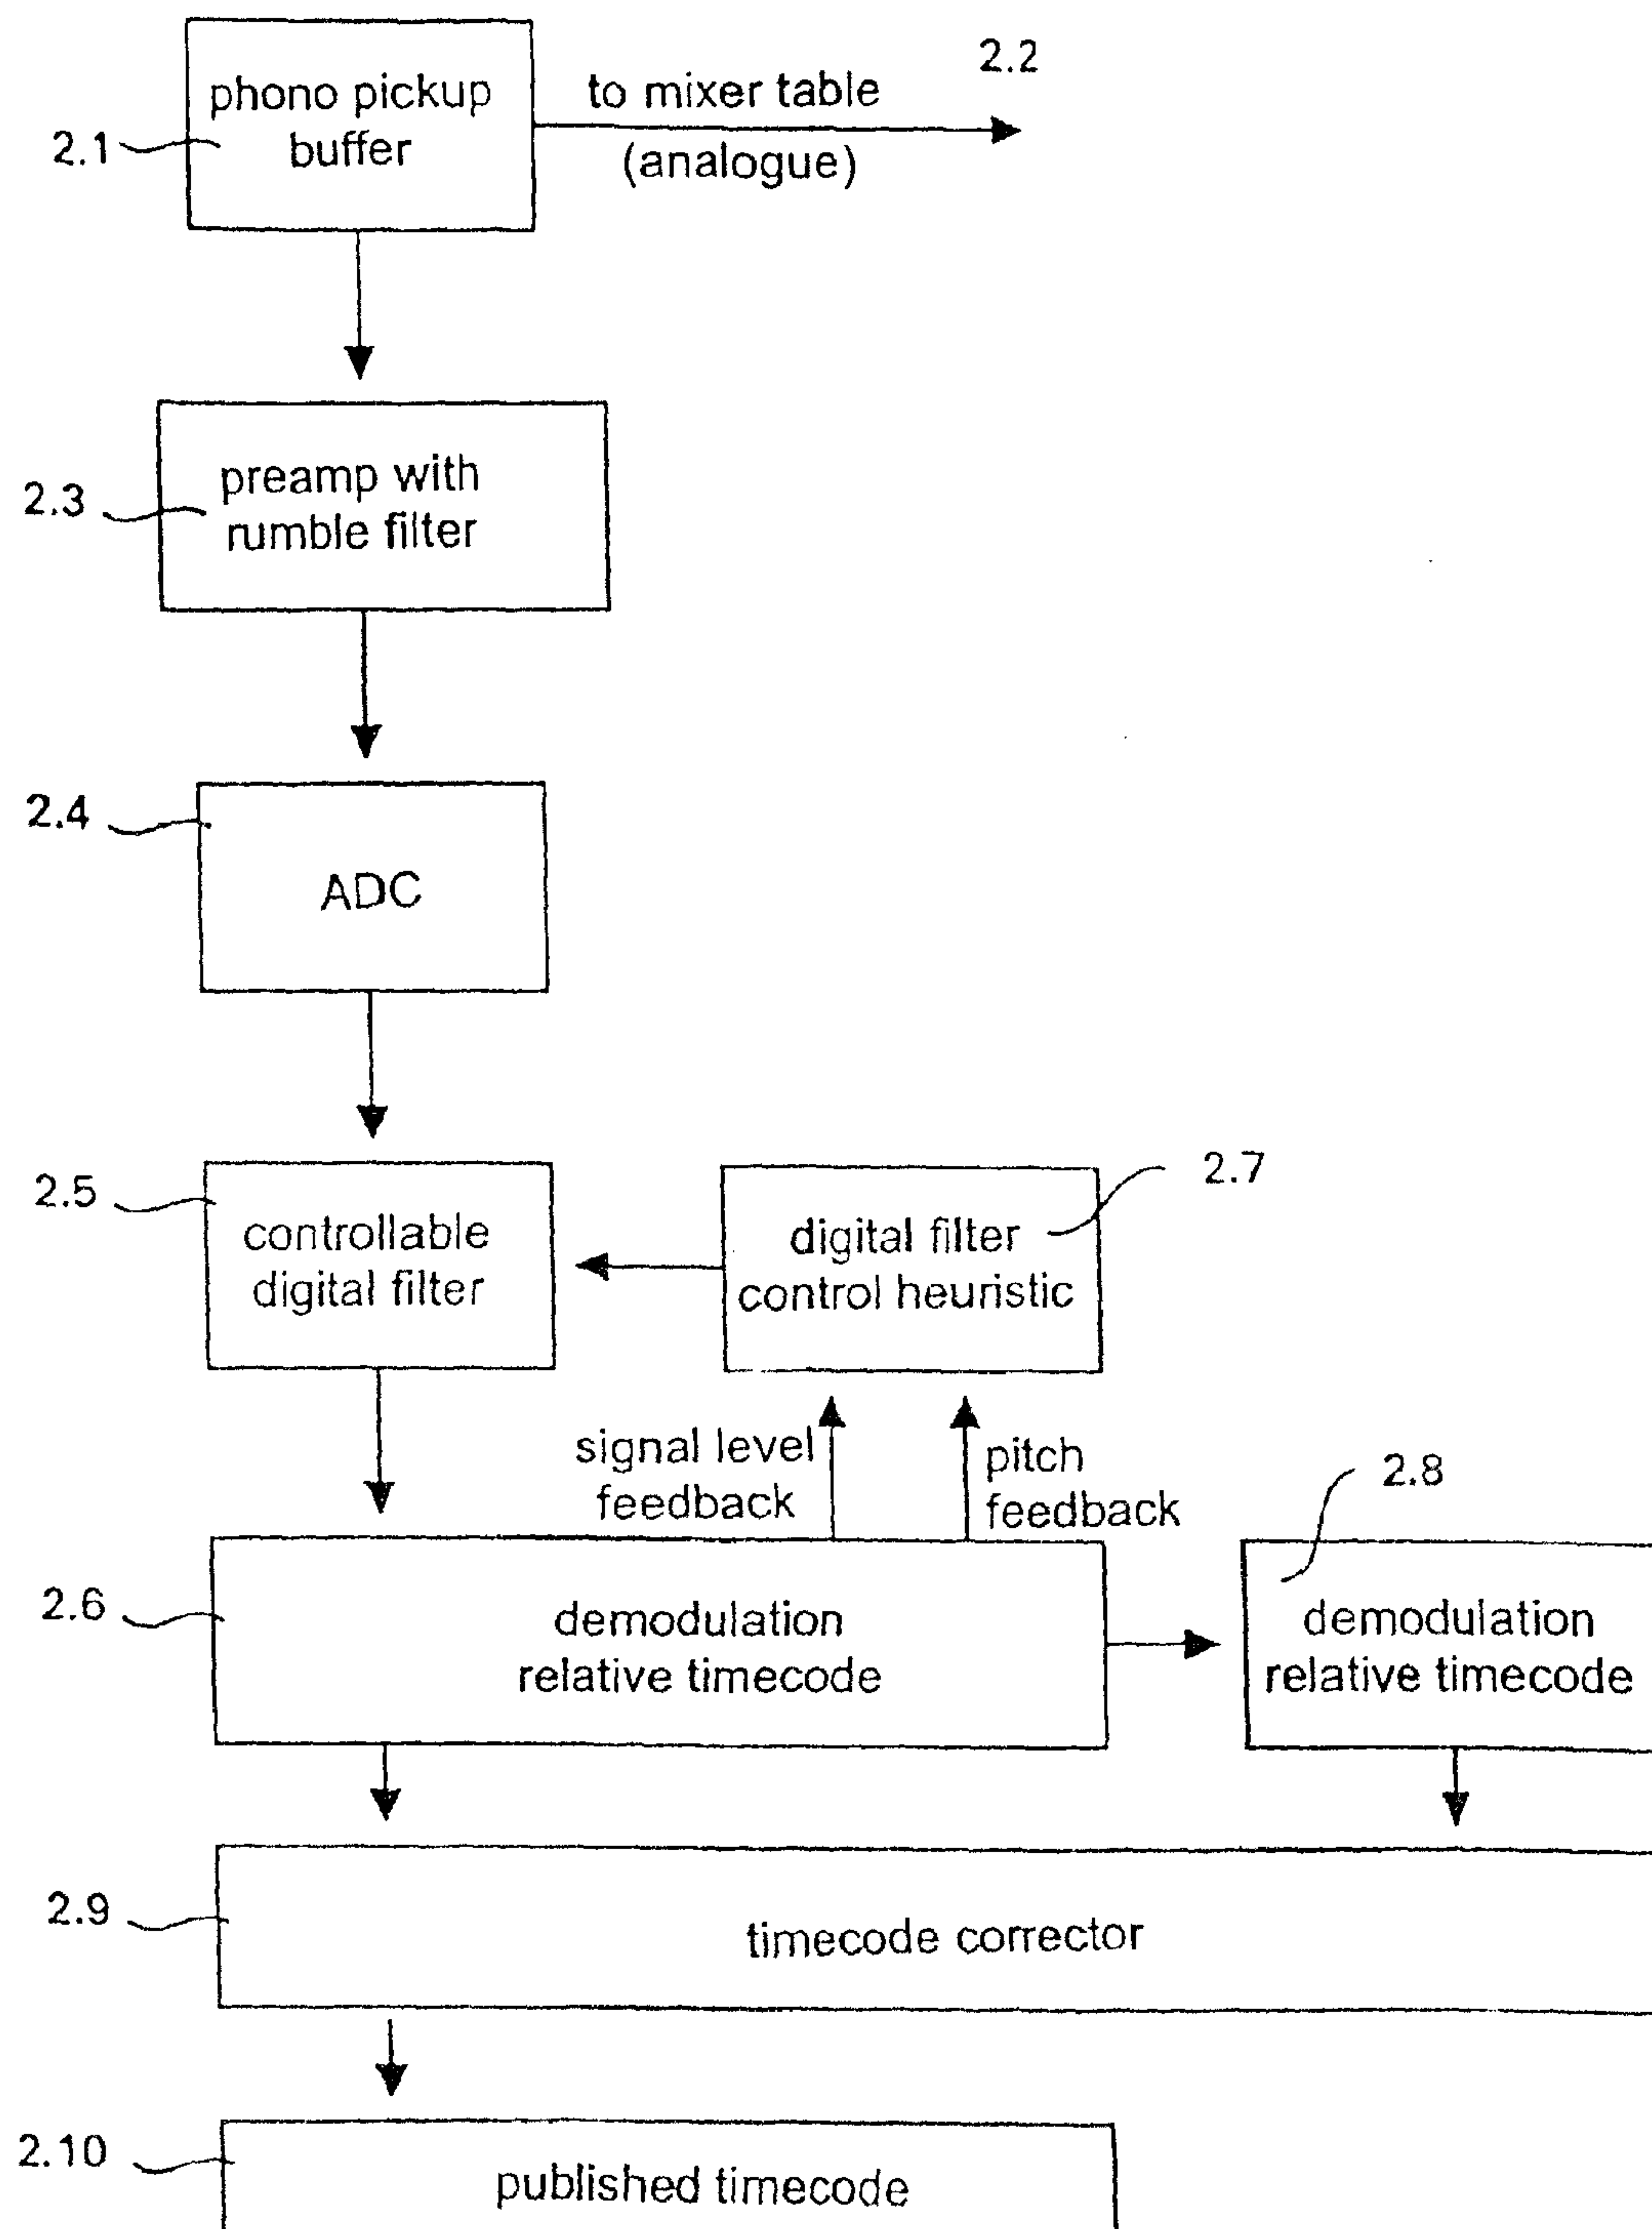 2.1
phono pickup
buffer
to mixer table
(analogue)
2.2
2.3
preamp with
rumble filter
2.4
ADC
2.5
controllable
digital filter
2.7
digital filter
control heuristic
signal level
feedback
pitch
feedback
2.6
demodulation
relative timecode
2.8
demodulation
relative timecode
2.9
timecode corrector
2.10
published timecode